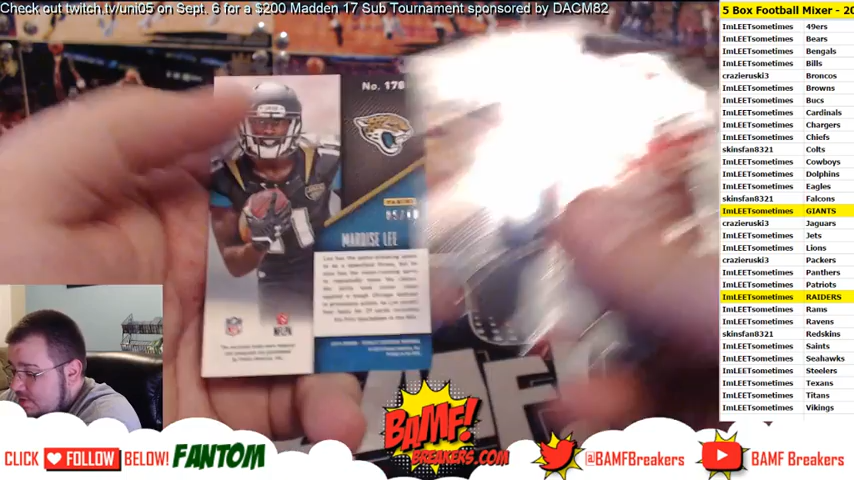 Check out twitch.tv/uni05 on Sept. 6 for a $200 Madden 17 Sub Tournament sponsored by DACM82
5 Box Football Mixer - 20
ImLEETsometimes 49ers
ImLEETsometimes Bears
ImLEETsometimes Bengals
ImLEETsometimes Bills
crazieruski3 Broncos
ImLEETsometimes Browns
ImLEETsometimes Bucs
ImLEETsometimes Cardinals
ImLEETsometimes Chargers
ImLEETsometimes Chiefs
skinsfan8321 Colts
ImLEETsometimes Cowboys
ImLEETsometimes Dolphins
ImLEETsometimes Eagles
skinsfan8321 Falcons
ImLEETsometimes GIANTS
crazieruski3 Jaguars
ImLEETsometimes Jets
ImLEETsometimes Lions
crazieruski3 Packers
ImLEETsometimes Panthers
ImLEETsometimes Patriots
ImLEETsometimes RAIDERS
ImLEETsometimes Rams
ImLEETsometimes Ravens
skinsfan8321 Redskins
ImLEETsometimes Saints
ImLEETsometimes Seahawks
ImLEETsometimes Steelers
ImLEETsometimes Texans
ImLEETsometimes Titans
ImLEETsometimes Vikings
No. 178
PANINI
MARQISE LEE
NFL
NFLPA
BAMF!
BREAKERS.COM
CLICK FOLLOW BELOW! FANTOM
@BAMFBreakers
BAMF Breakers